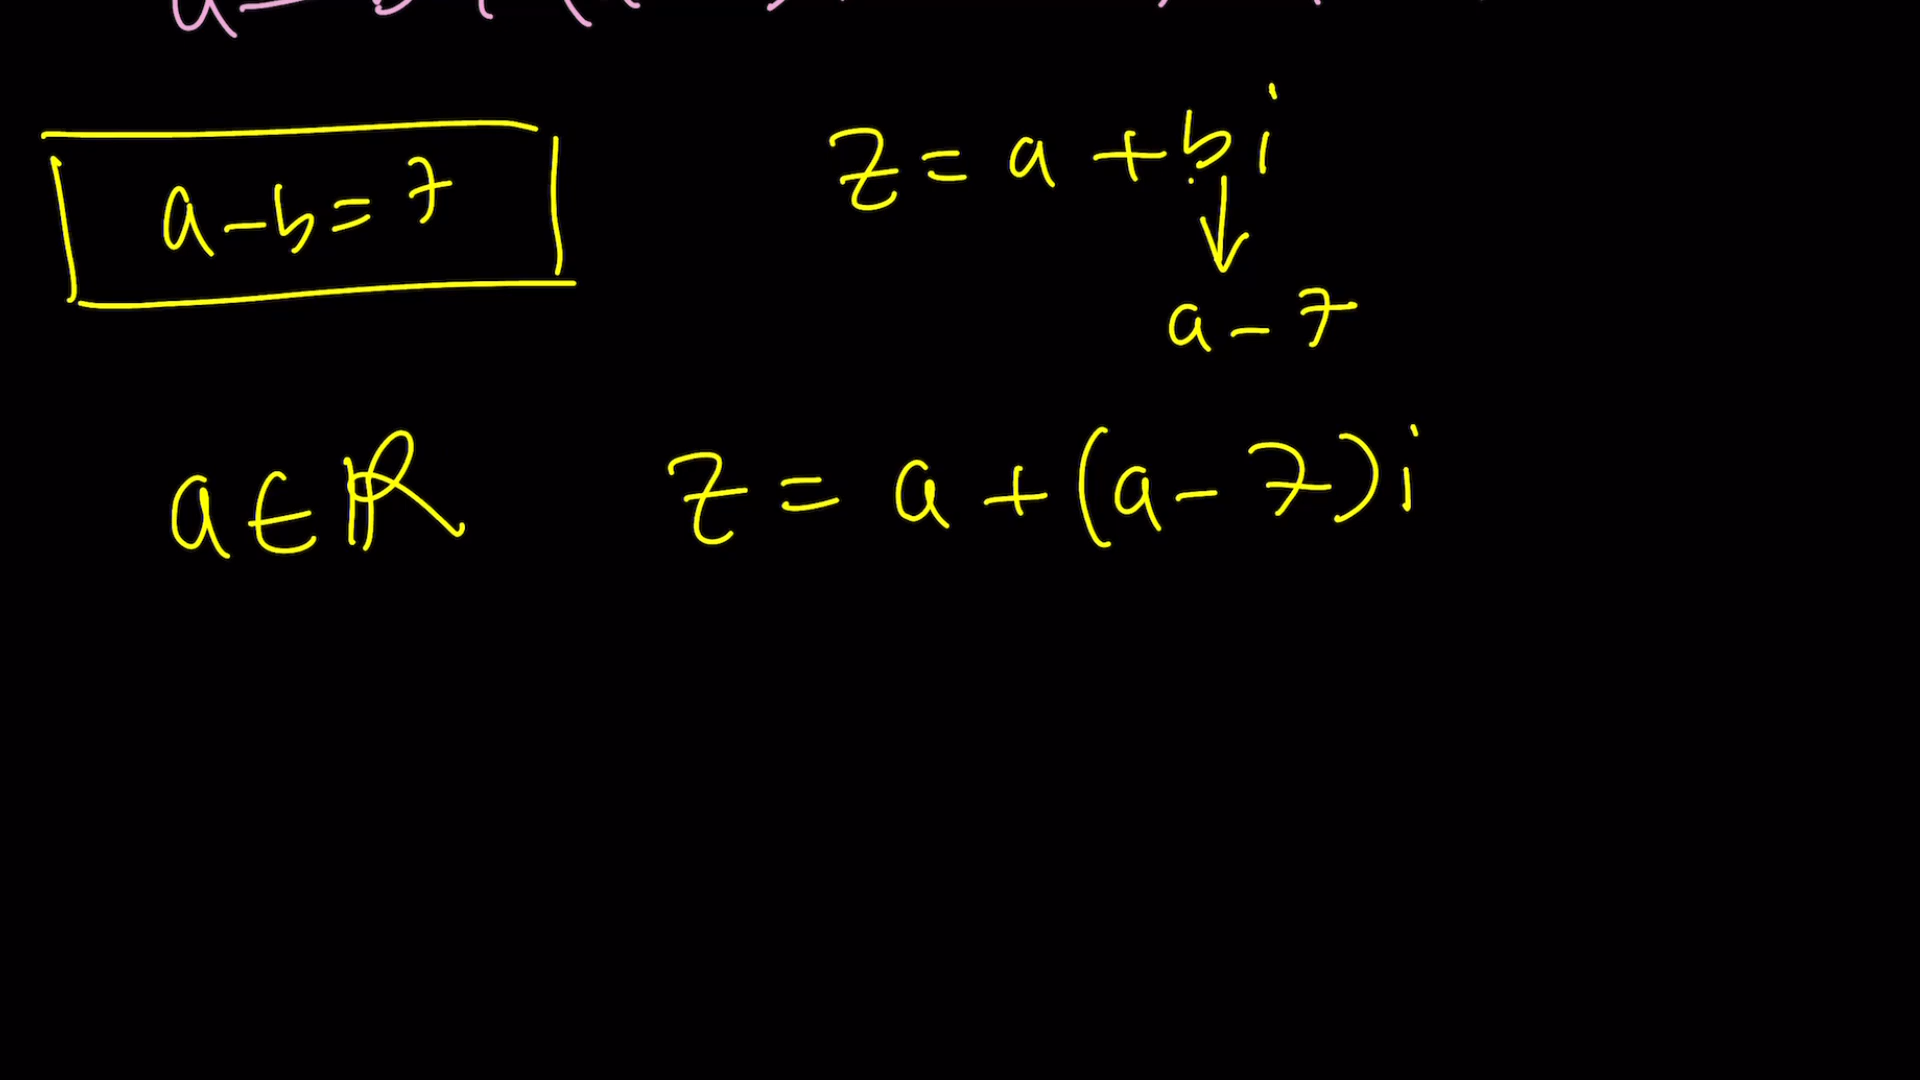 a-b=7
z = a + bi
↓
a - 7
a∈ℝ z = a + (a - 7)i